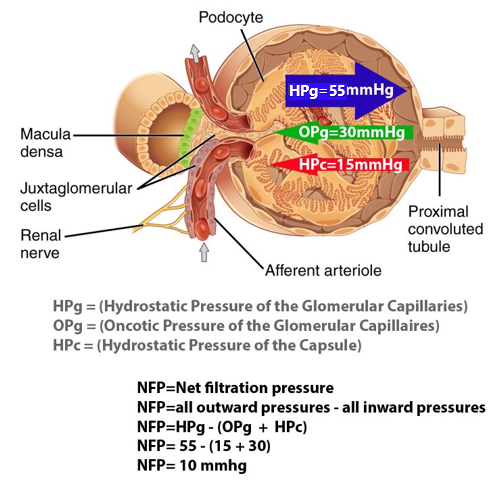 Podocyte
HPg=55mmHg
OPg=30mmHg
HPc=15mmHg
Macula
densa
Juxtaglomerular
cells
Renal
nerve
Proximal
convoluted
tubule
Afferent arteriole
HPg = (Hydrostatic Pressure of the Glomerular Capillaries)
OPg = (Oncotic Pressure of the Glomerular Capillaires)
HPc = (Hydrostatic Pressure of the Capsule)
NFP=Net filtration pressure
NFP=all outward pressures - all inward pressures
NFP=HPg - (OPg + HPc)
NFP= 55 - (15 + 30)
NFP= 10 mmhg